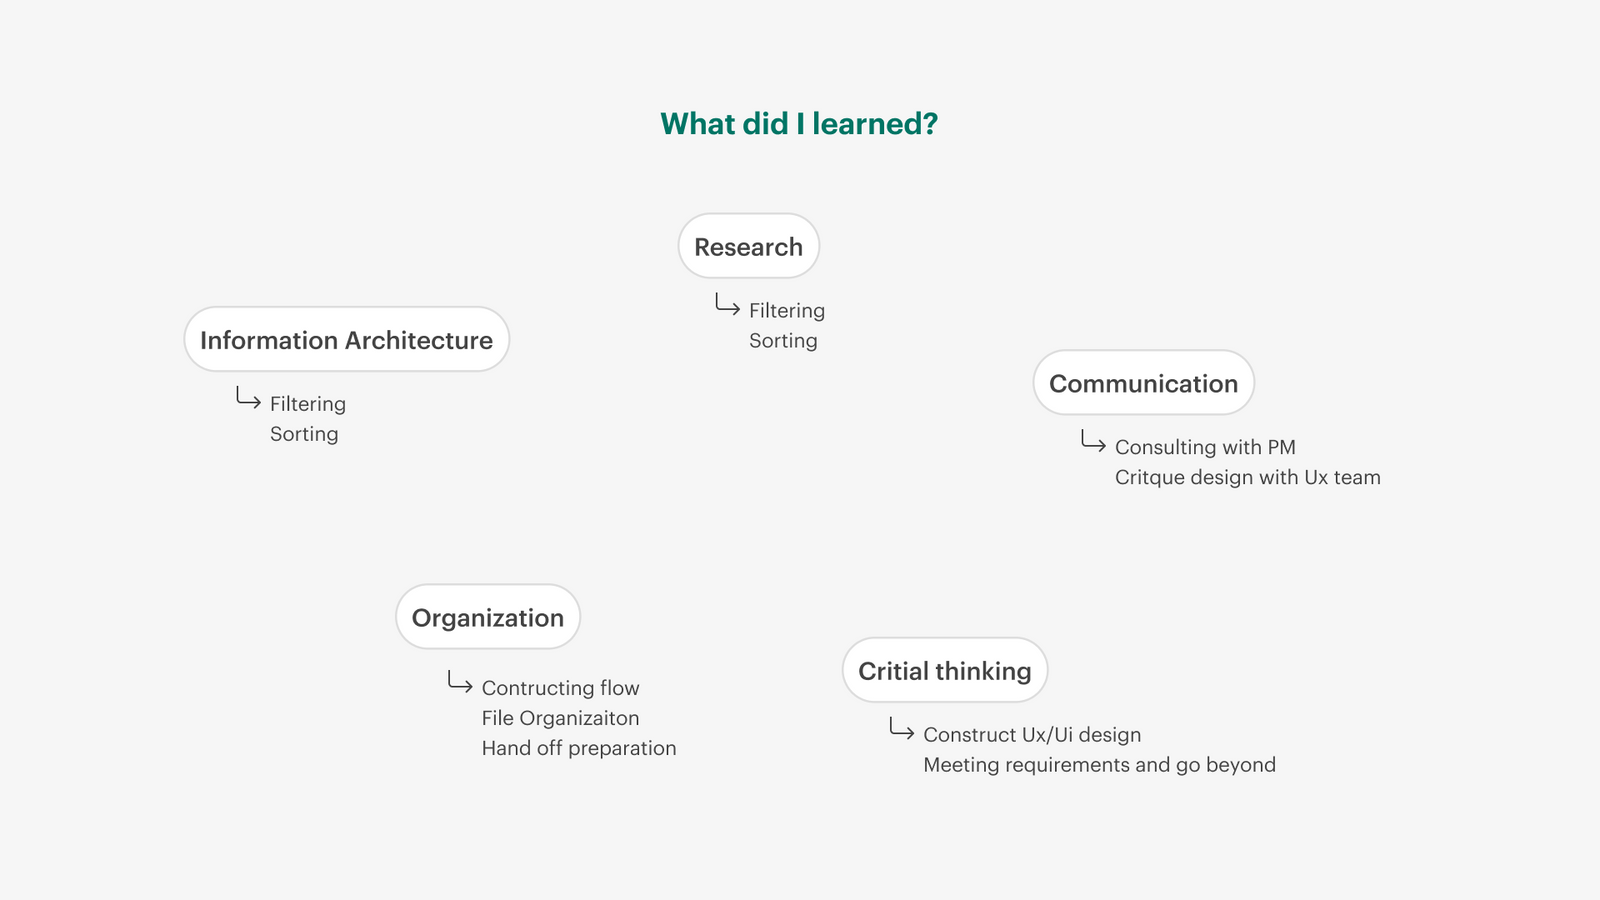 What did I learned?
Research
Filtering
Sorting
Information Architecture
Filtering
Sorting
Communication
Consulting with PM
Critque design with Ux team
Organization
Contructing flow
File Organizaiton
Hand off preparation
Critial thinking
Construct Ux/Ui design
Meeting requirements and go beyond